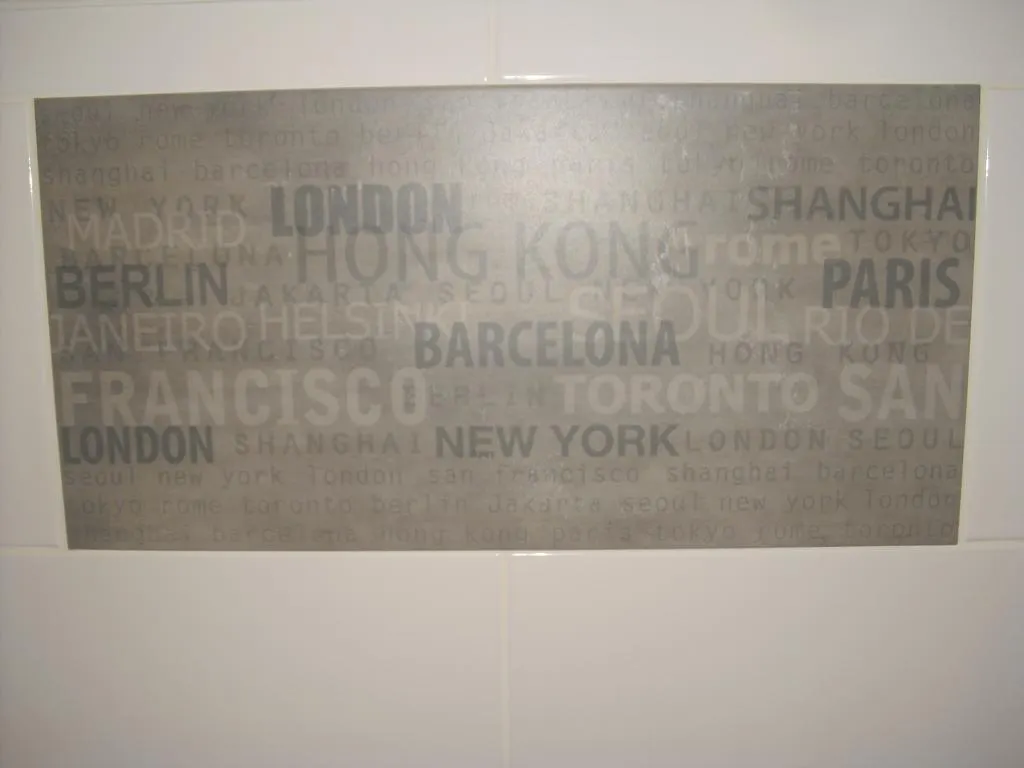 seoul new york london san francisco shanghai barcelona
tokyo rome toronto berlin Jakarta seoul new york london
shanghai barcelona hong kong paris tokyo rome toronto
NEW YORK LONDON SHANGHAI SHANGHAI
MADRID HONG KONG rome TOKYO
BARCELONA
BERLIN JAKARTA SEOUL NEW YORK PARIS
JANEIRO HELSINKI SEOUL RIO DE
SAN FRANCISCO BARCELONA HONG KONG
FRANCISCO BERLIN TORONTO SAN
LONDON SHANGHAI NEW YORK LONDON SEOUL
seoul new york london san francisco shanghai barcelona
tokyo rome toronto berlin Jakarta seoul new york london
shanghai barcelona hong kong paris tokyo rome toronto